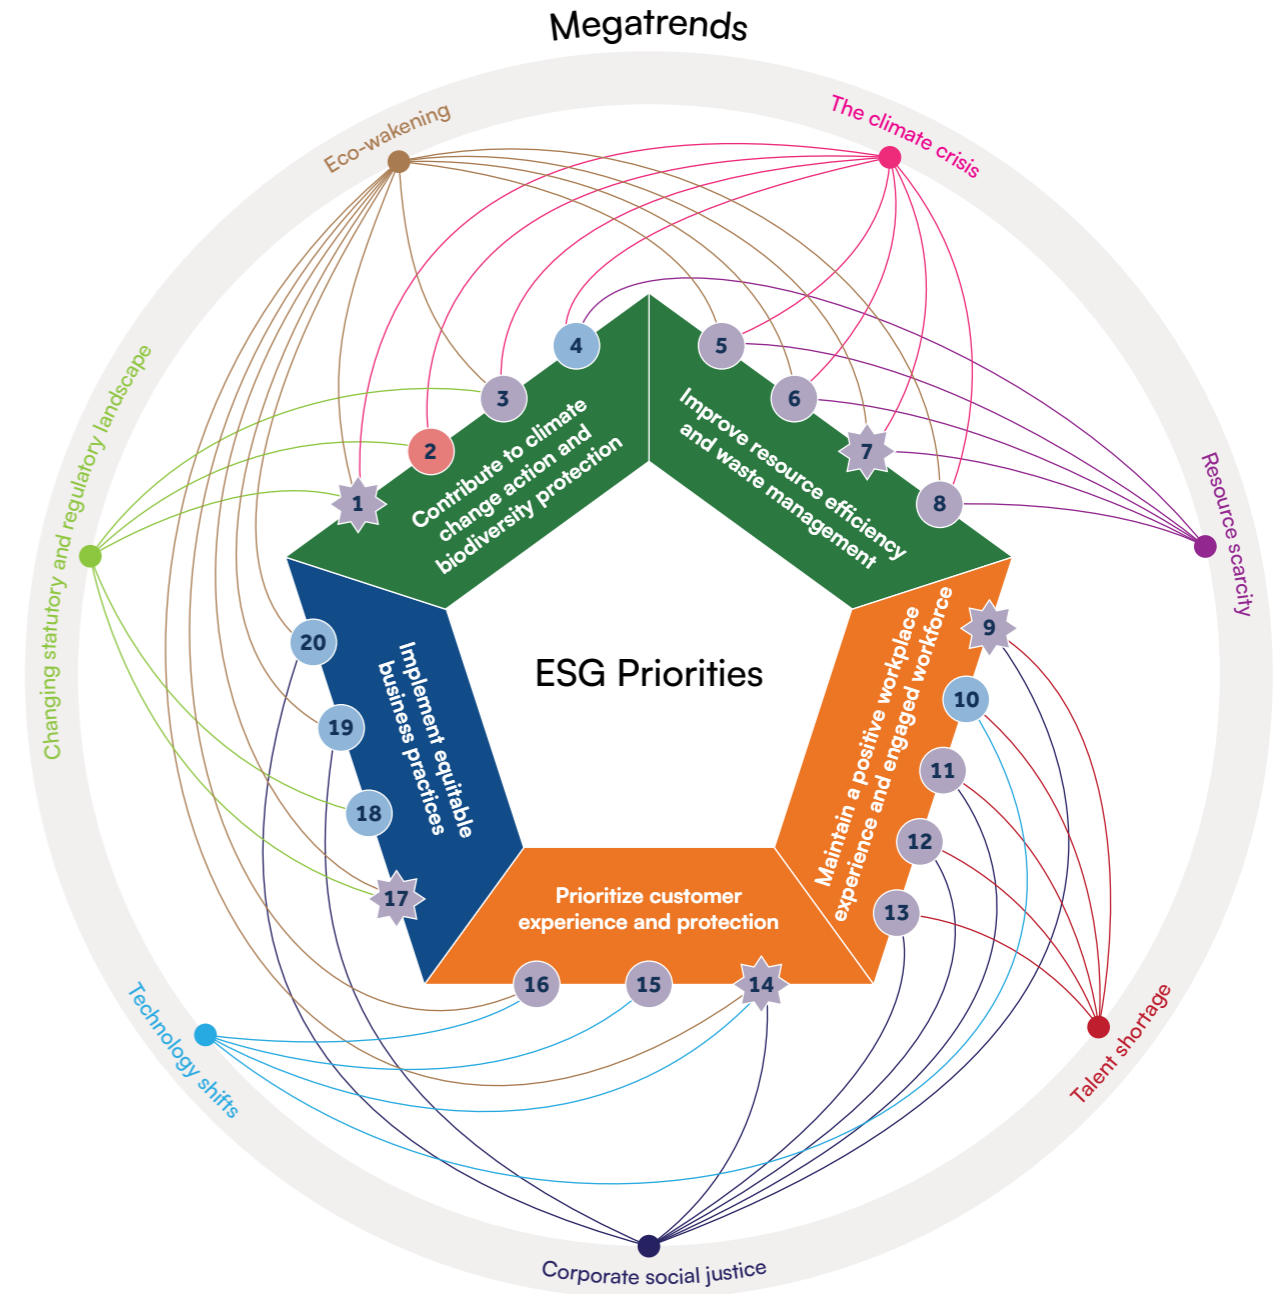 Megatrends
Eco-wakening
The climate crisis
Changing statutory and regulatory landscape
Resource scarcity
Technology shifts
Talent shortage
Corporate social justice
ESG Priorities
Contribute to climate
change action and
biodiversity protection
1
2
3
4
Improve resource efficiency
and waste management
5
6
7
8
Maintain a positive workplace
experience and engaged workforce
9
10
11
12
13
Prioritize customer
experience and protection
16
15
14
Implement equitable
business practices
20
19
18
17